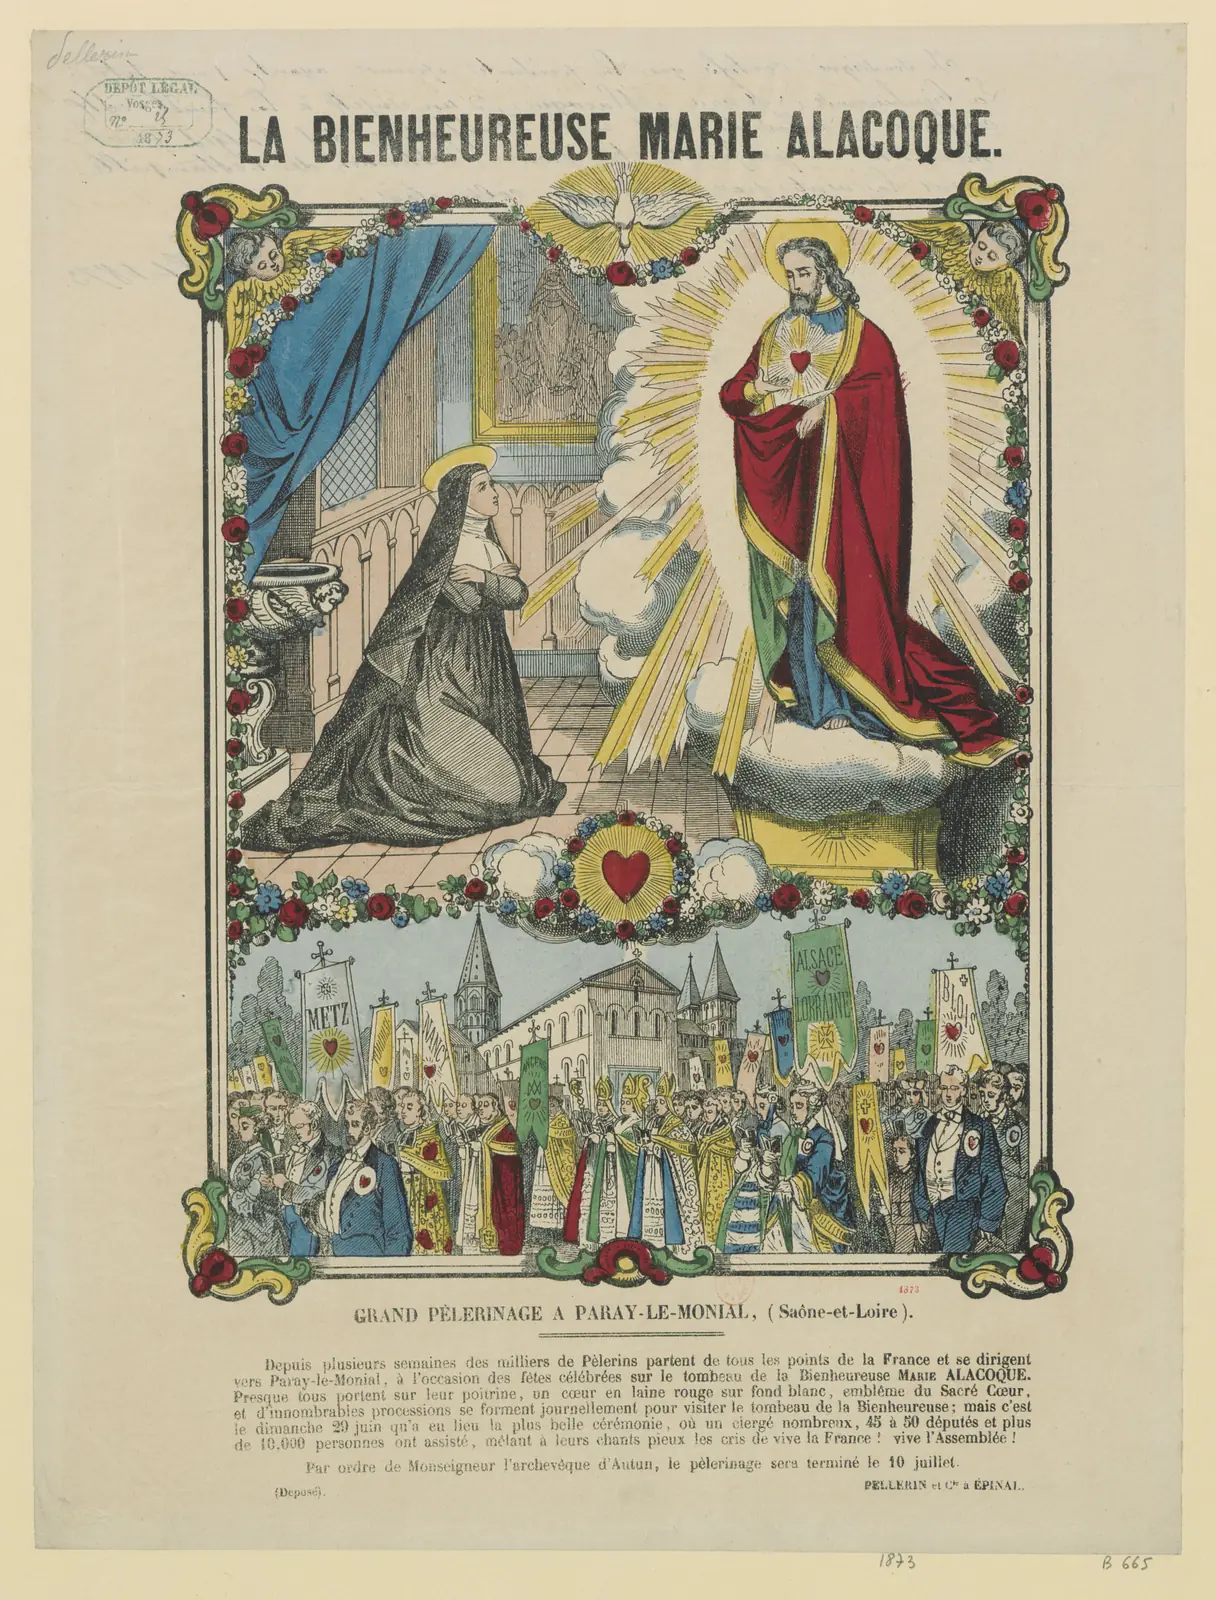 Pellerin
DÉPÔT LÉGAL
Vosges
Nº
1873
LA BIENHEUREUSE MARIE ALACOQUE.
METZ
ALSACE
LORRAINE
BLOIS
1873
GRAND PÈLERINAGE A PARAY-LE-MONIAL, (Saône-et-Loire).
Depuis plusieurs semaines des milliers de Pèlerins partent de tous les points de la France et se dirigent
vers Paray-le-Monial, à l'occasion des fêtes célébrées sur le tombeau de la Bienheureuse MARIE ALACOQUE.
Presque tous portent sur leur poitrine, un cœur en laine rouge sur fond blanc, emblême du Sacré Cœur,
et d'innombrables processions se forment journellement pour visiter le tombeau de la Bienheureuse; mais c'est
le dimanche 29 juin qu'a eu lieu la plus belle cérémonie, où un clergé nombreux, 45 à 50 députés et plus
de 10.000 personnes ont assisté, mêlant à leurs chants pieux les cris de vive la France ! vive l'Assemblée !
Par ordre de Monseigneur l'archevêque d'Autun, le pèlerinage sera terminé le 10 juillet.
(Déposé).
PELLERIN et Cie à ÉPINAL.
1873
B 665